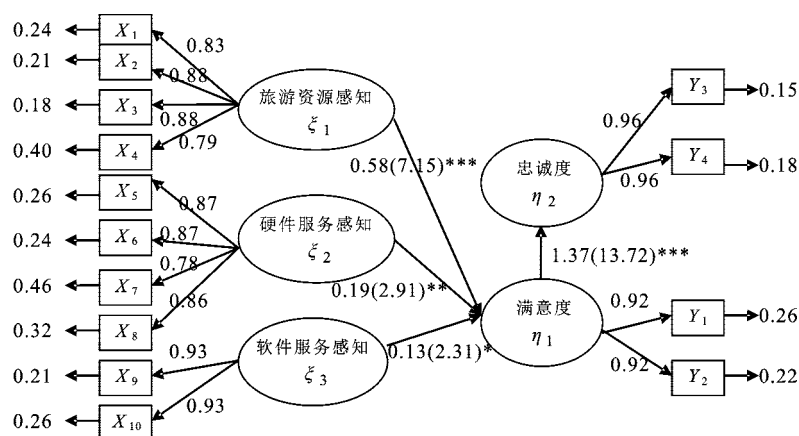 0.24 X1 0.83
0.21 X2 0.88
0.18 X3 0.88
0.40 X4 0.79
旅游资源感知
ξ1
0.26 X5 0.87
0.24 X6 0.87
0.46 X7 0.78
0.32 X8 0.86
硬件服务感知
ξ2
0.21 X9 0.93
0.26 X10 0.93
软件服务感知
ξ3
0.58(7.15)***
0.19(2.91)**
0.13(2.31)*
忠诚度
η2
0.96 Y3 0.15
0.96 Y4 0.18
1.37(13.72)***
满意度
η1
0.92 Y1 0.26
0.92 Y2 0.22